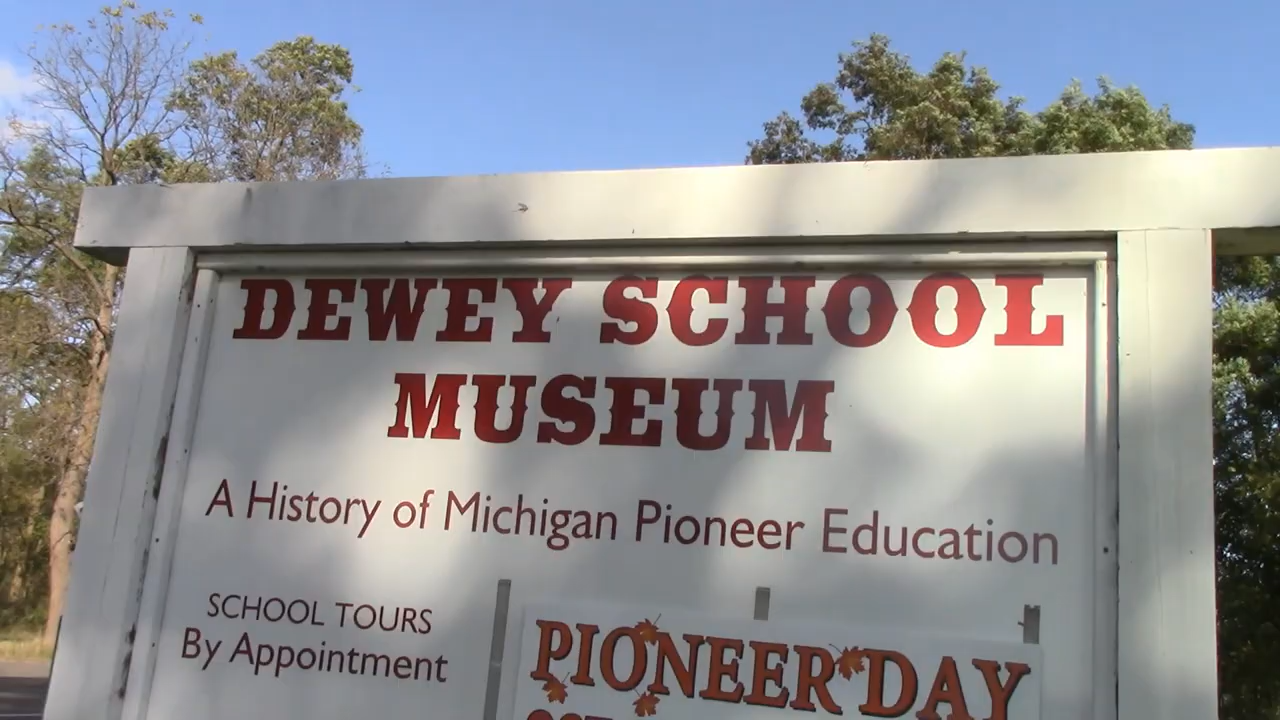 DEWEY SCHOOL
MUSEUM
A History of Michigan Pioneer Education
SCHOOL TOURS
By Appointment
PIONEER DAY